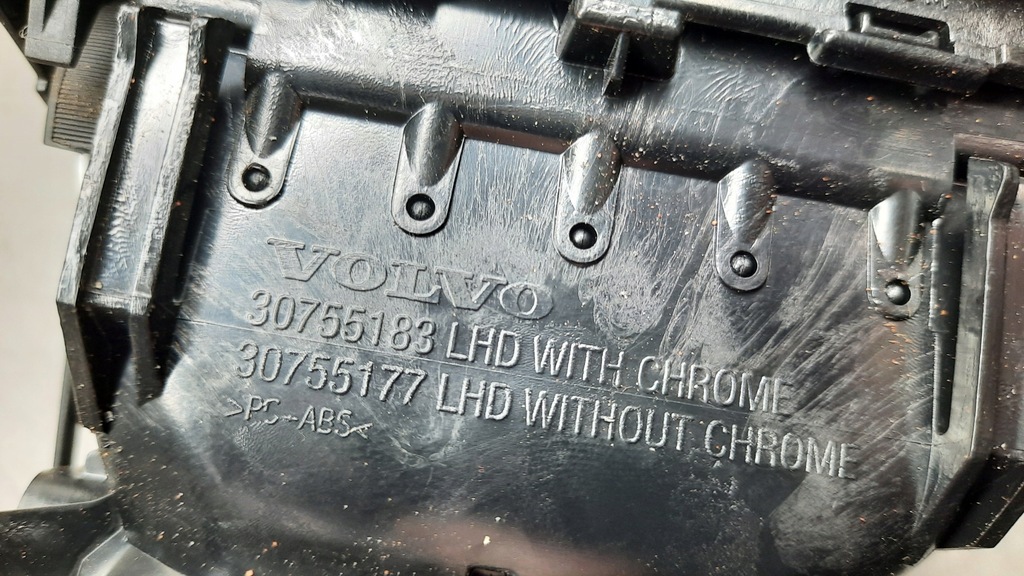 VOLVO
30755183 LHD WITH CHROME
30755177 LHD WITHOUT CHROME
>PC-ABS<